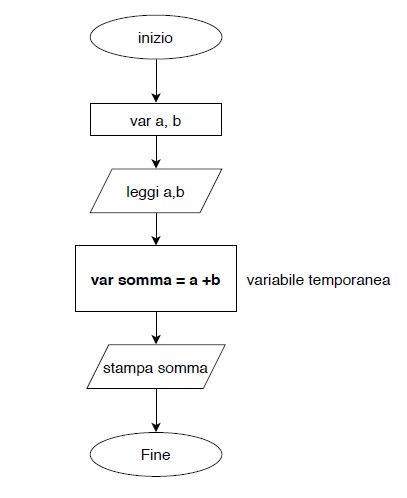 inizio
var a, b
leggi a,b
var somma = a +b
variabile temporanea
stampa somma
Fine